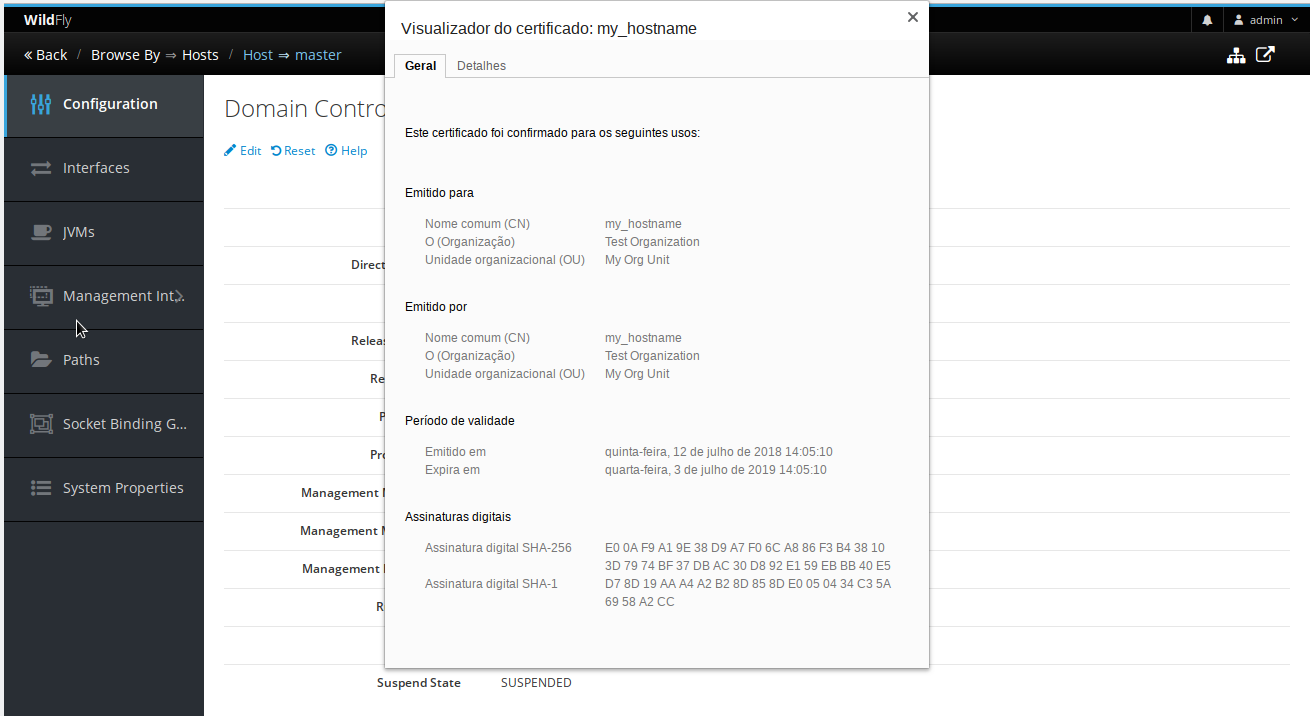 WildFly
admin
Back / Browse By ⇒ Hosts / Host ⇒ master
Configuration
Interfaces
JVMs
Management Int...
Paths
Socket Binding G...
System Properties
Domain Contro
Edit Reset Help
Direct
Releas
Re
P
Pro
Management
Management
Management
R
Suspend State SUSPENDED
Visualizador do certificado: my_hostname
Geral Detalhes
Este certificado foi confirmado para os seguintes usos:
Emitido para
Nome comum (CN) my_hostname
O (Organização) Test Organization
Unidade organizacional (OU) My Org Unit
Emitido por
Nome comum (CN) my_hostname
O (Organização) Test Organization
Unidade organizacional (OU) My Org Unit
Período de validade
Emitido em quinta-feira, 12 de julho de 2018 14:05:10
Expira em quarta-feira, 3 de julho de 2019 14:05:10
Assinaturas digitais
Assinatura digital SHA-256 E0 0A F9 A1 9E 38 D9 A7 F0 6C A8 86 F3 B4 38 10
3D 79 74 BF 37 DB AC 30 D8 92 E1 59 EB BB 40 E5
Assinatura digital SHA-1 D7 8D 19 AA A4 A2 B2 8D 85 8D E0 05 04 34 C3 5A
69 58 A2 CC